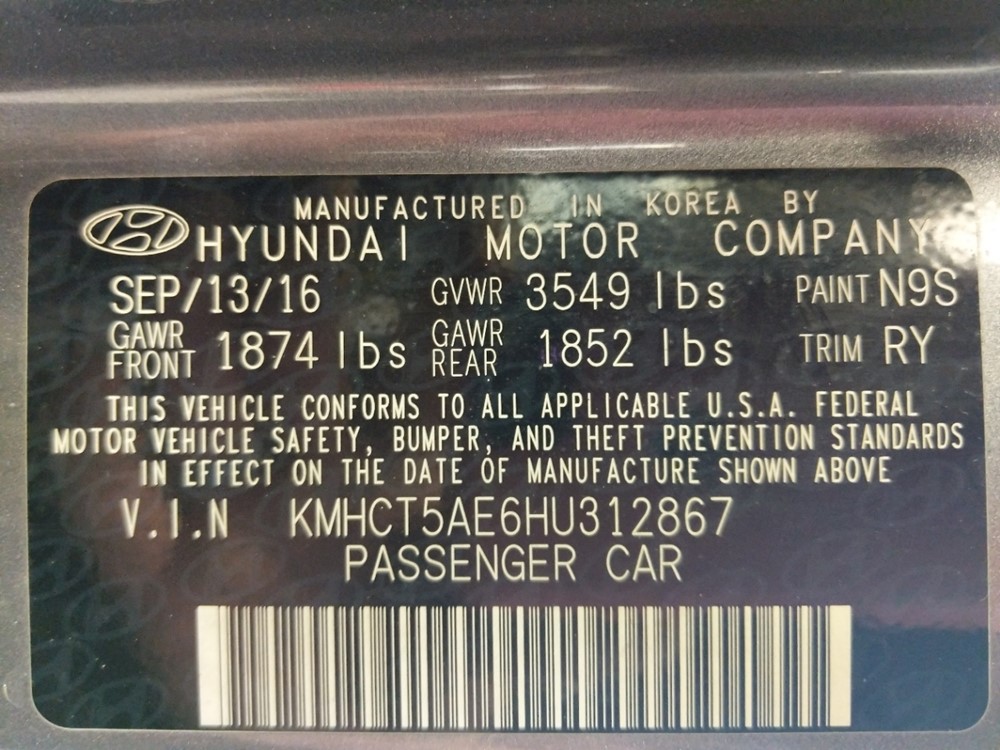 MANUFACTURED IN KOREA BY
HYUNDAI MOTOR COMPANY
SEP/13/16 GVWR 3549 lbs PAINT N9S
GAWR FRONT 1874 lbs GAWR REAR 1852 lbs TRIM RY
THIS VEHICLE CONFORMS TO ALL APPLICABLE U.S.A. FEDERAL
MOTOR VEHICLE SAFETY, BUMPER, AND THEFT PREVENTION STANDARDS
IN EFFECT ON THE DATE OF MANUFACTURE SHOWN ABOVE
V.I.N KMHCT5AE6HU312867
PASSENGER CAR